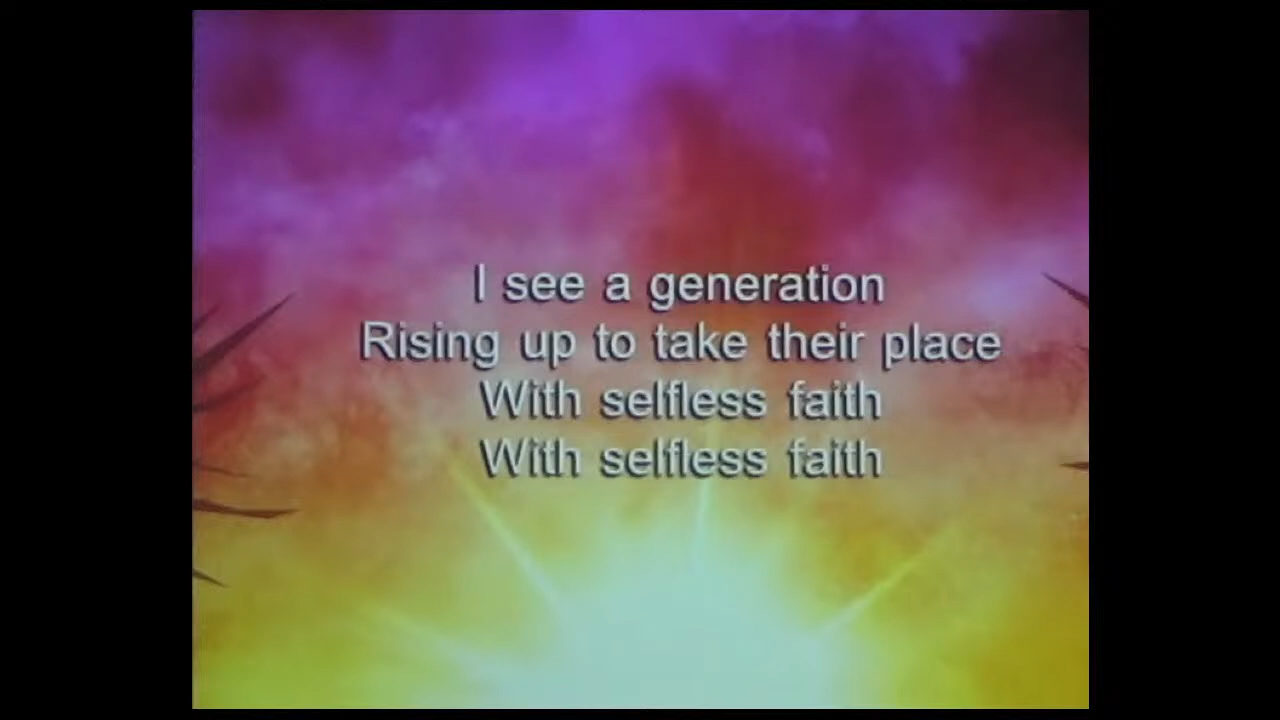 I see a generation
Rising up to take their place
With selfless faith
With selfless faith